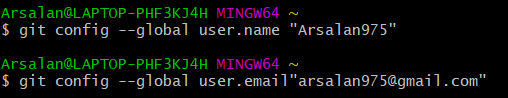 Arsalan@LAPTOP-PHF3KJ4H MINGW64 ~
$ git config --global user.name "Arsalan975"
Arsalan@LAPTOP-PHF3KJ4H MINGW64 ~
$ git config --global user.email"arsalan975@gmail.com"